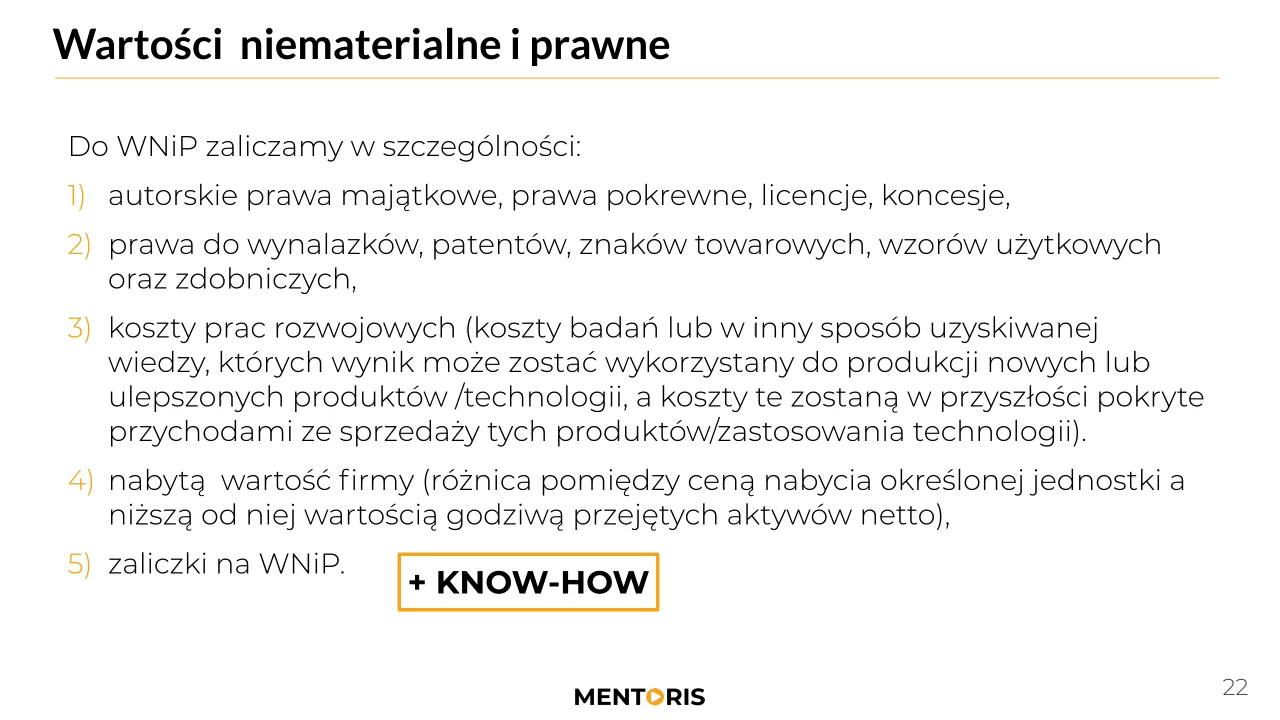 Wartości niematerialne i prawne
Do WNiP zaliczamy w szczególności:
1) autorskie prawa majątkowe, prawa pokrewne, licencje, koncesje,
2) prawa do wynalazków, patentów, znaków towarowych, wzorów użytkowych
oraz zdobniczych,
3) koszty prac rozwojowych (koszty badań lub w inny sposób uzyskiwanej
wiedzy, których wynik może zostać wykorzystany do produkcji nowych lub
ulepszonych produktów /technologii, a koszty te zostaną w przyszłości pokryte
przychodami ze sprzedaży tych produktów/zastosowania technologii).
4) nabytą wartość firmy (różnica pomiędzy ceną nabycia określonej jednostki a
niższą od niej wartością godziwą przejętych aktywów netto),
5) zaliczki na WNiP.
+ KNOW-HOW
MENTORIS
22